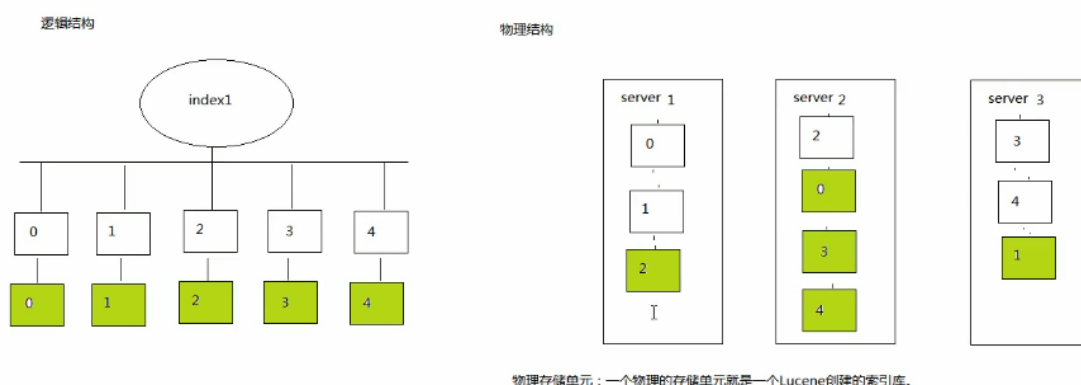 逻辑结构
index1
0 1 2 3 4
0 1 2 3 4
物理结构
server 1
0
1
2
server 2
2
0
3
4
server 3
3
4
1
物理存储单元：一个物理的存储单元就是一个Lucene创建的索引库。